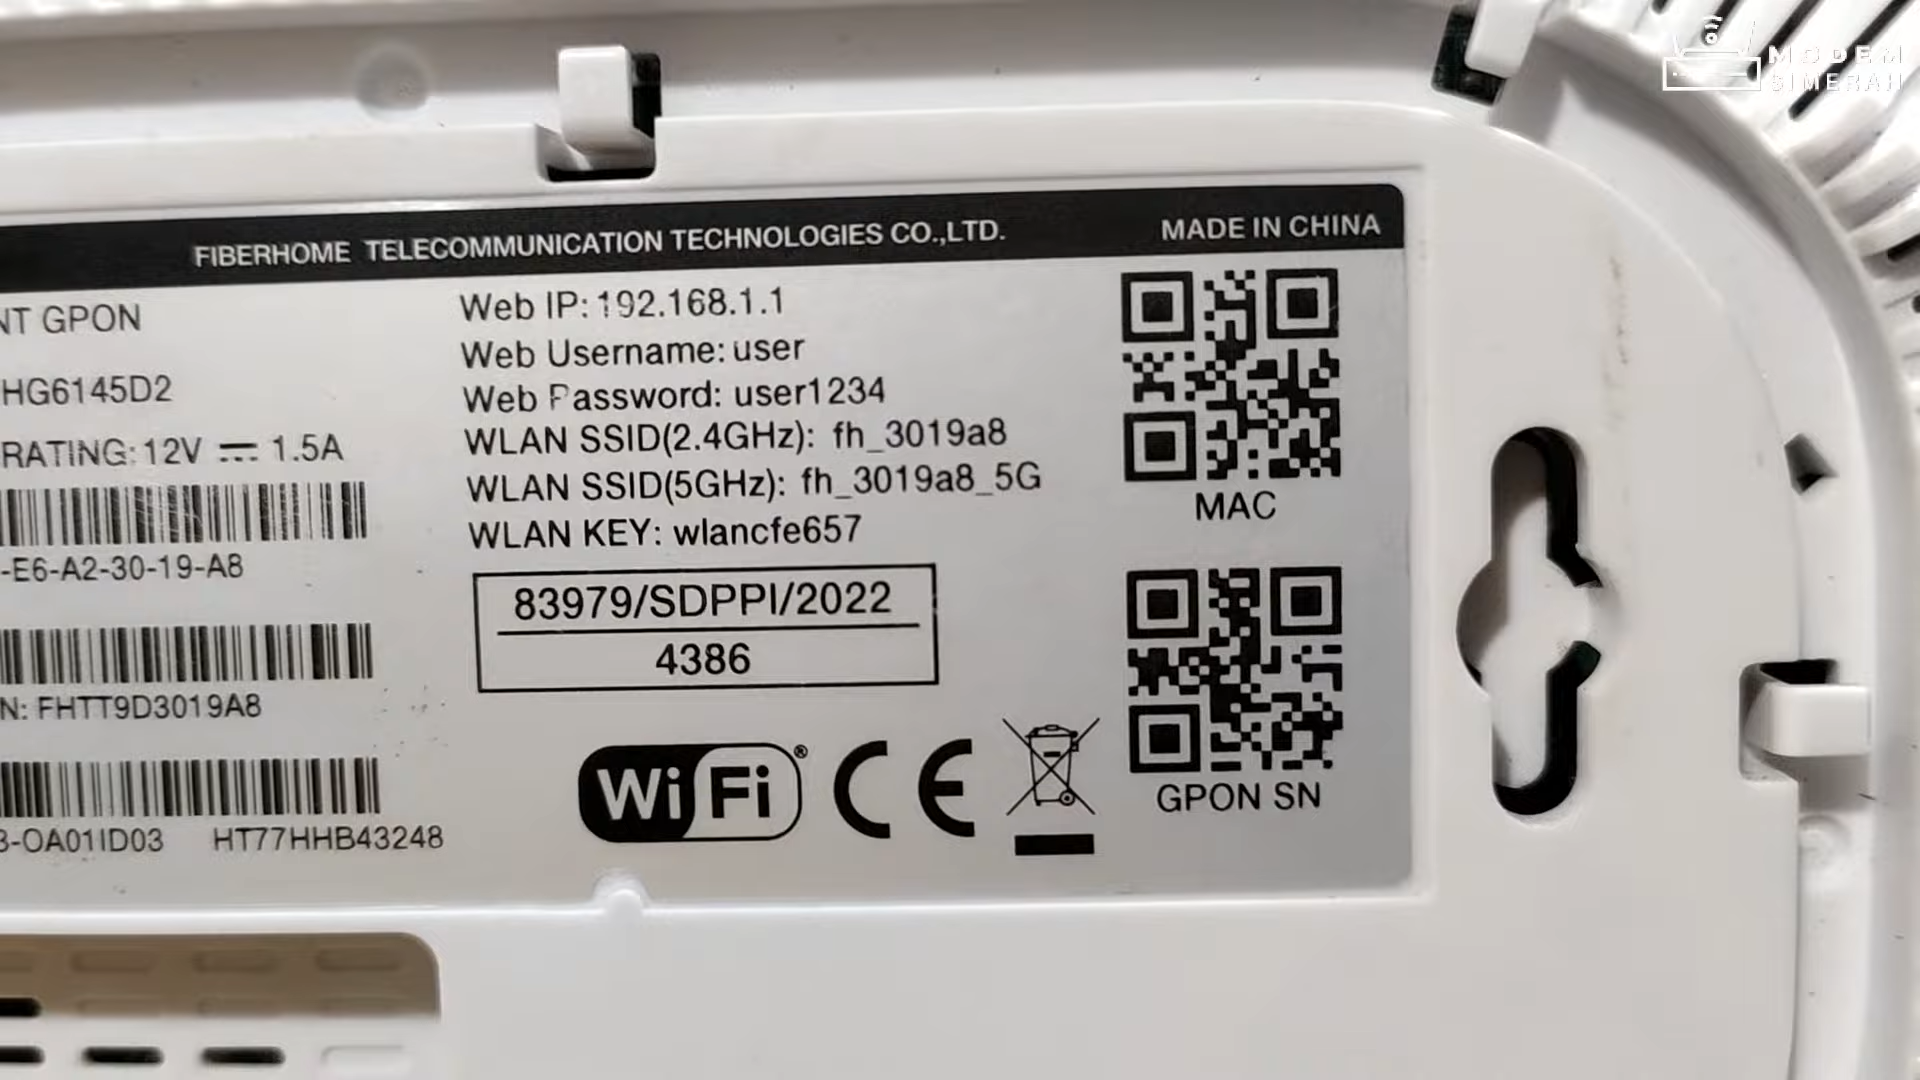 MODEM
SIMERAH
FIBERHOME TELECOMMUNICATION TECHNOLOGIES CO.,LTD. MADE IN CHINA
NT GPON
HG6145D2
RATING: 12V 1.5A
-E6-A2-30-19-A8
N: FHTT9D3019A8
3-OA01ID03 HT77HHB43248
Web IP: 192.168.1.1
Web Username: user
Web Password: user1234
WLAN SSID(2.4GHz): fh_3019a8
WLAN SSID(5GHz): fh_3019a8_5G
WLAN KEY: wlancfe657
83979/SDPPI/2022
4386
WiFi®
CE
MAC
GPON SN